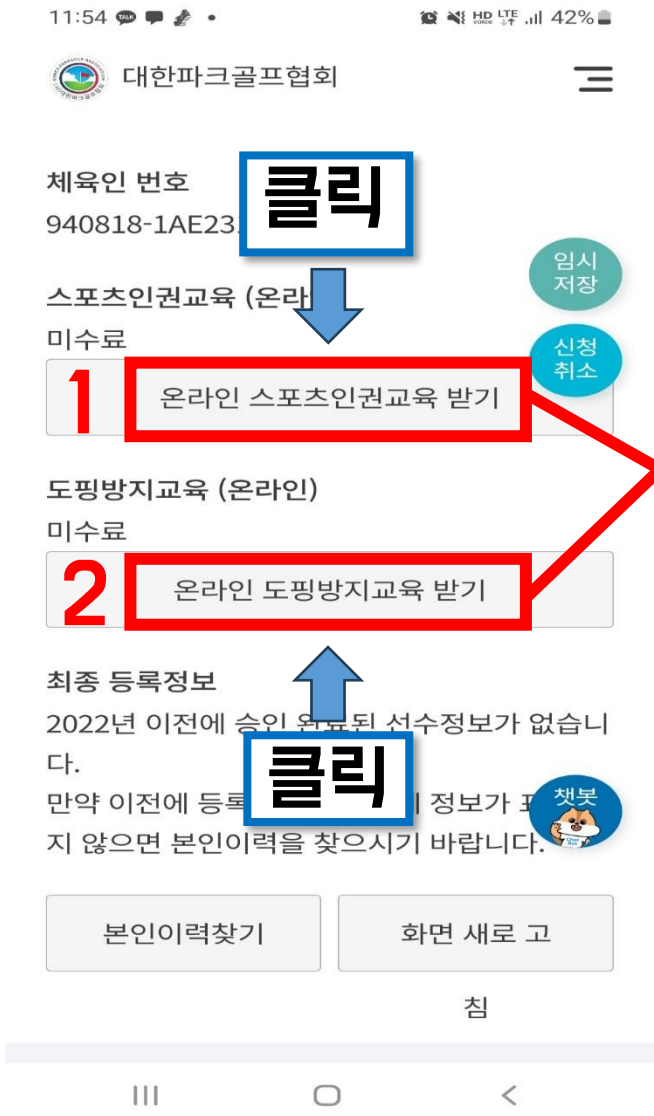 11:54
HD LTE 42%
대한파크골프협회
체육인 번호
940818-1AE23
클릭
임시
저장
스포츠인권교육 (온라
미수료
신청
취소
1 온라인 스포츠인권교육 받기
도핑방지교육 (온라인)
미수료
2 온라인 도핑방지교육 받기
최종 등록정보
2022년 이전에 승인 완료된 선수정보가 없습니
다.
클릭
만약 이전에 등록 정보가
챗봇
지 않으면 본인이력을 찾으시기 바랍니다.
본인이력찾기
화면 새로 고
침